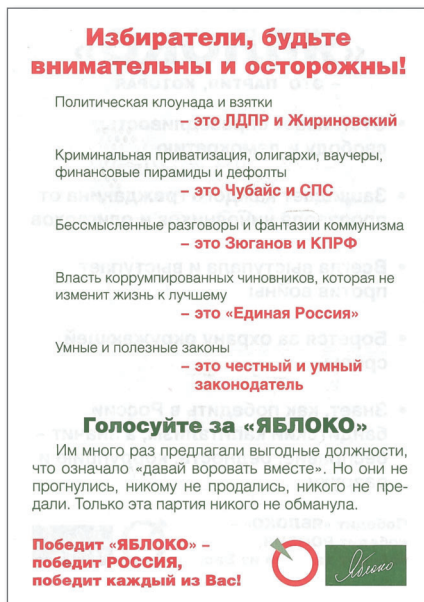 Избиратели, будьте
внимательны и осторожны!
Политическая клоунада и взятки
– это ЛДПР и Жириновский
Криминальная приватизация, олигархи, ваучеры,
финансовые пирамиды и дефолты
– это Чубайс и СПС
Бессмысленные разговоры и фантазии коммунизма
– это Зюганов и КПРФ
Власть коррумпированных чиновников, которая не
изменит жизнь к лучшему
– это «Единая Россия»
Умные и полезные законы
– это честный и умный
законодатель
Голосуйте за «ЯБЛОКО»
Им много раз предлагали выгодные должности,
что означало «давай воровать вместе». Но они не
прогнулись, никому не продались, никого не пре-
дали. Только эта партия никого не обманула.
Победит «ЯБЛОКО» –
победит РОССИЯ,
победит каждый из Вас!
Яблоко